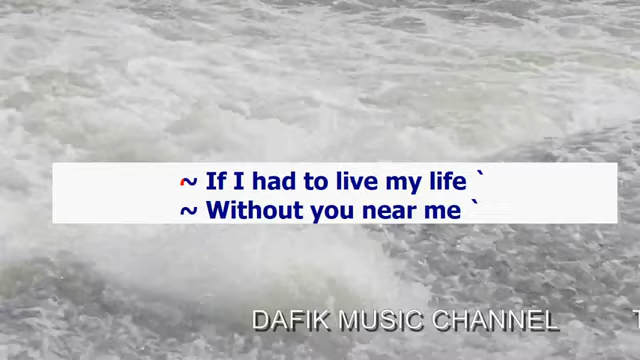 ~ If I had to live my life `
~ Without you near me `
DAFIK MUSIC CHANNEL